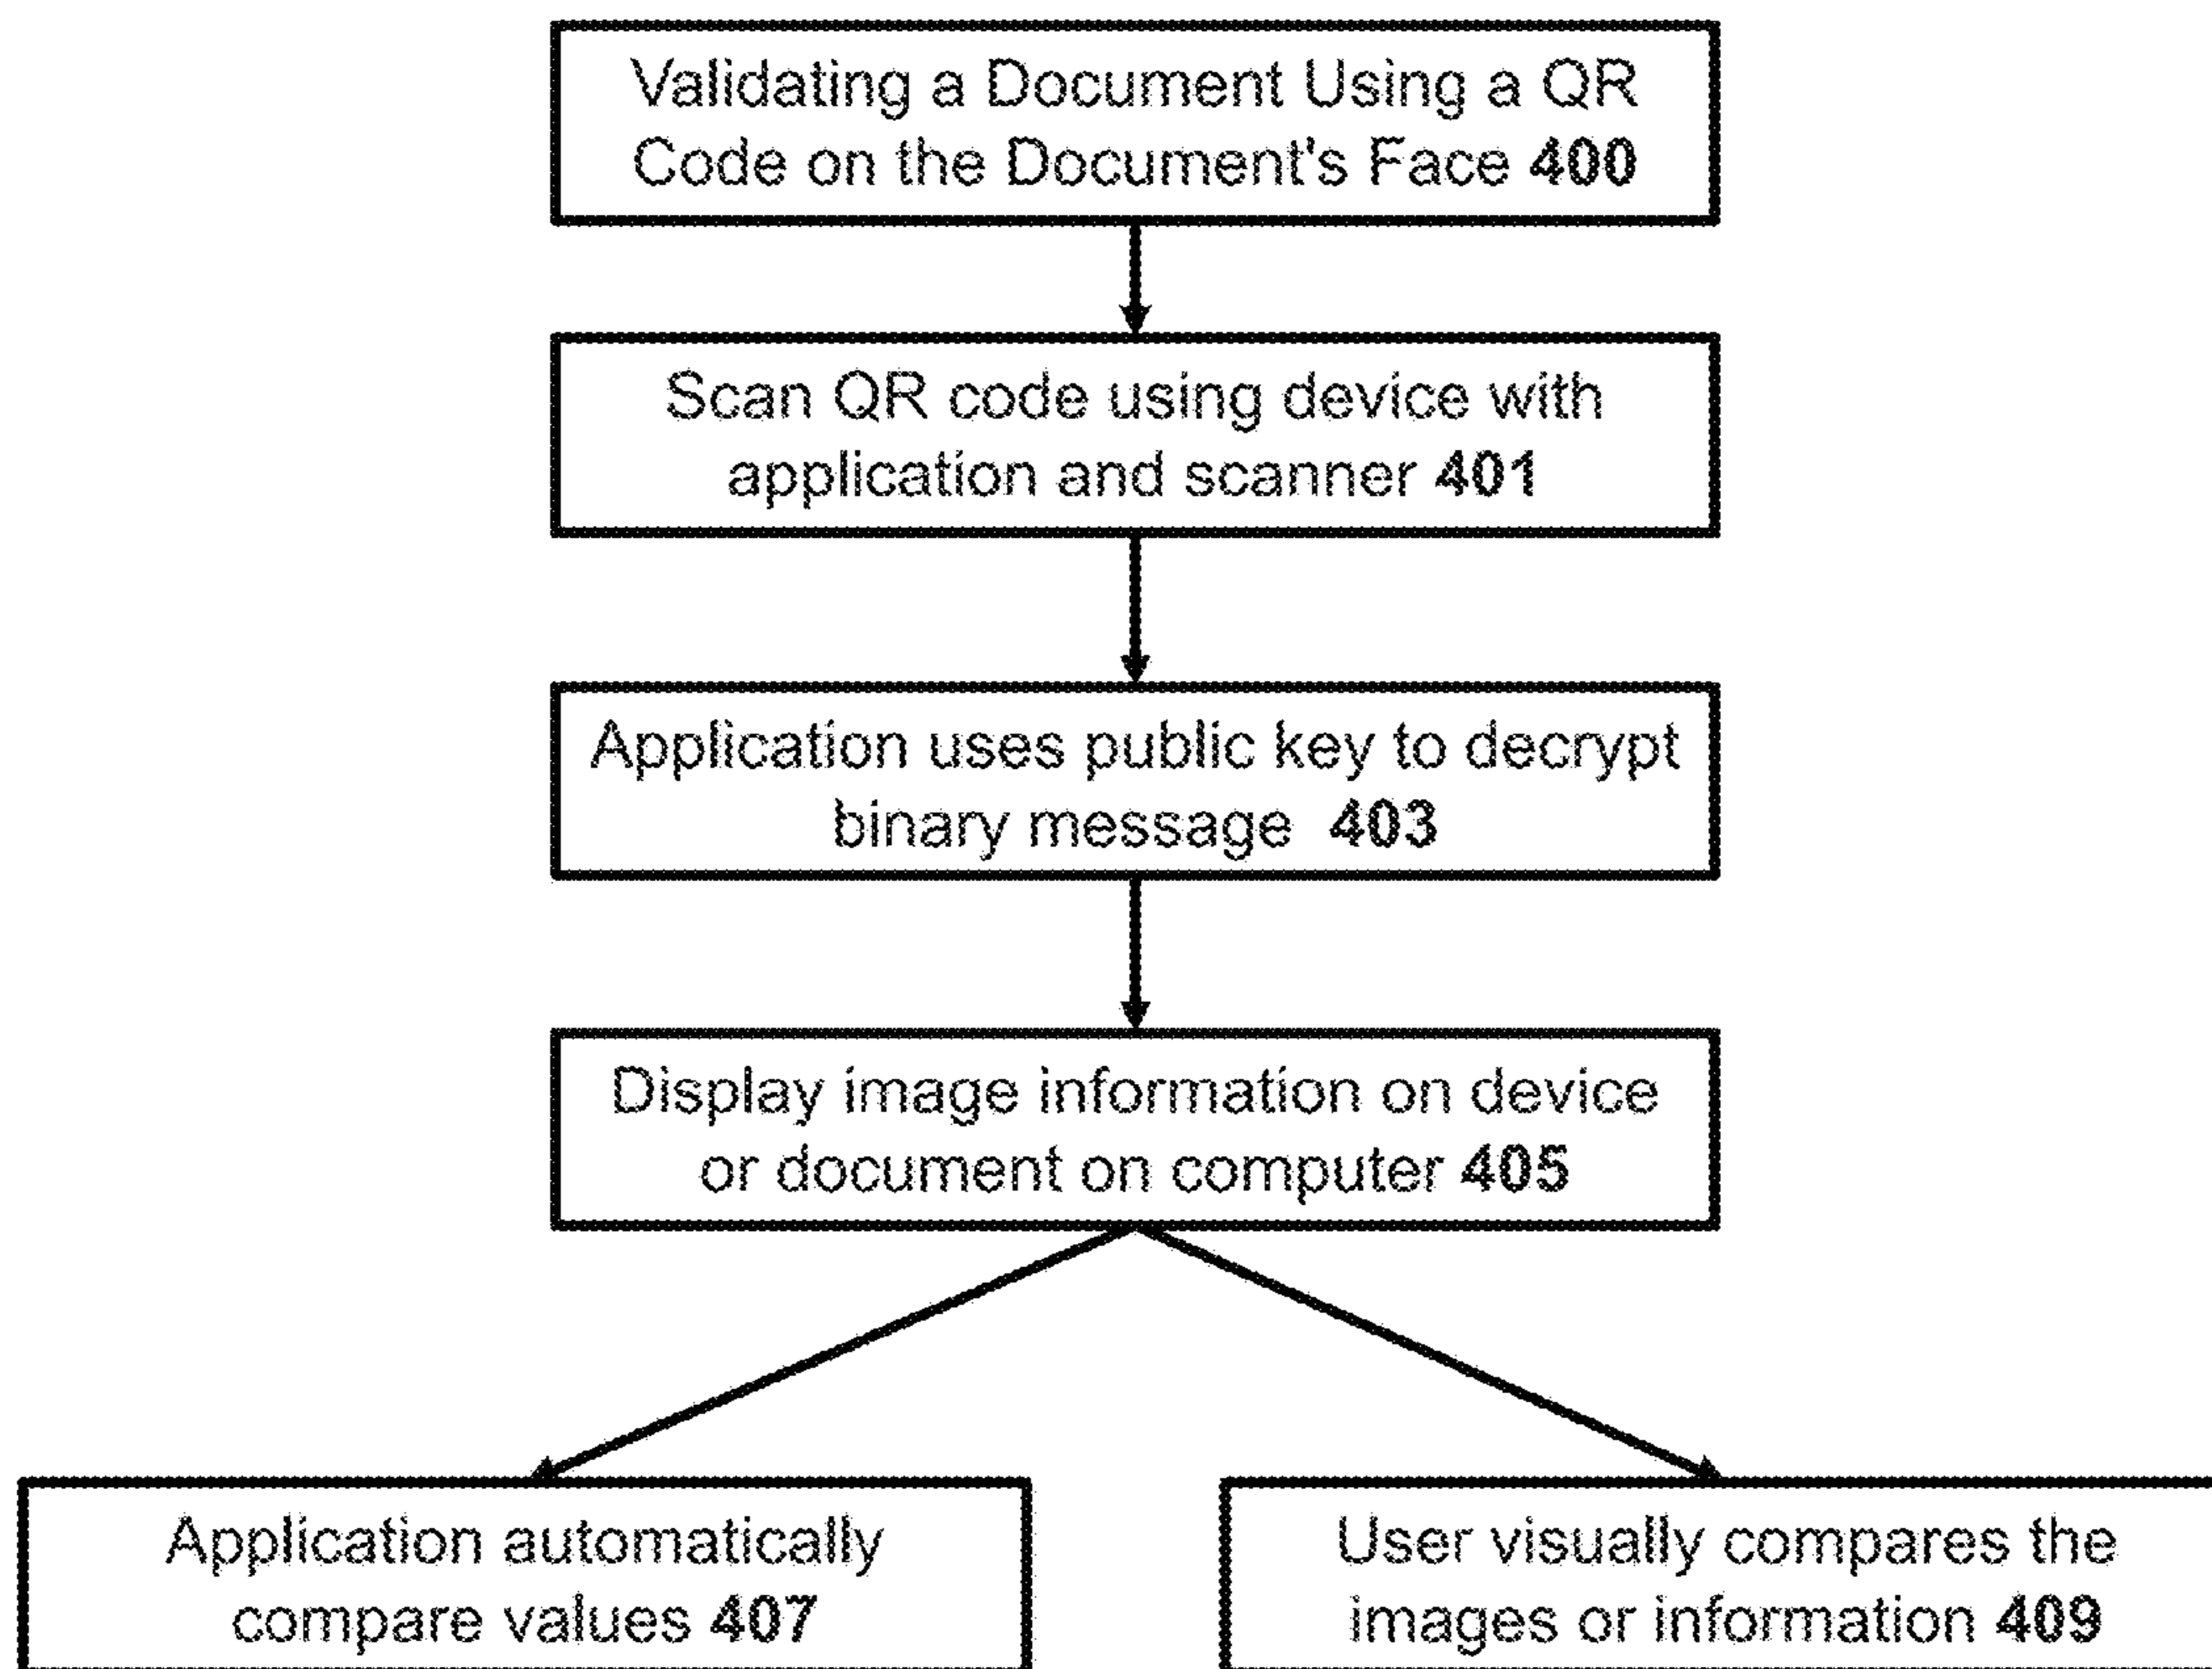 Validating a Document Using a QR
Code on the Document's Face 400
Scan QR code using device with
application and scanner 401
Application uses public key to decrypt
binary message 403
Display image information on device
or document on computer 405
Application automatically
compare values 407
User visually compares the
images or information 409